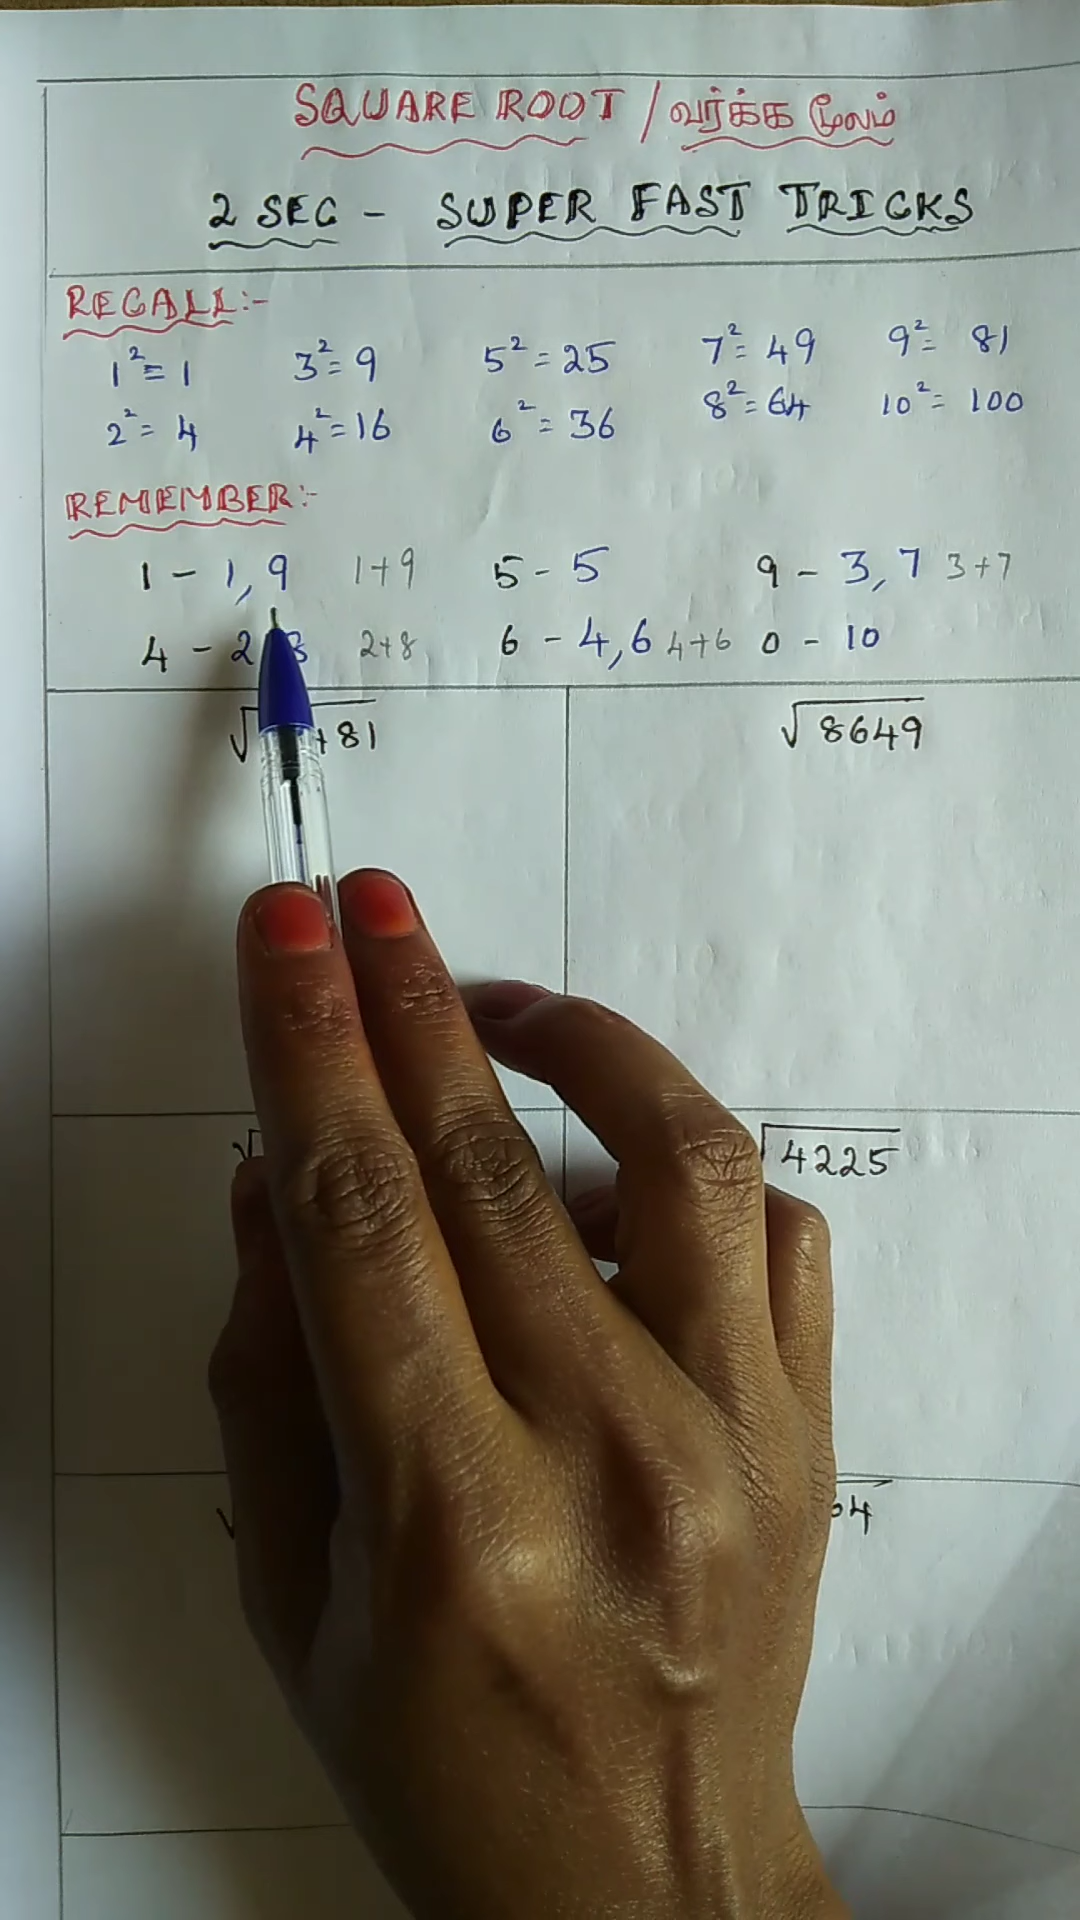 SQUARE ROOT / வர்க்க மூலம்
2 SEC - SUPER FAST TRICKS
RECALL:-
1² = 1 3² = 9 5² = 25 7² = 49 9² = 81
2² = 4 4² = 16 6² = 36 8² = 64 10² = 100
REMEMBER:-
1 - 1, 9 1+9 5 - 5 9 - 3, 7 3+7
4 - 2 8 2+8 6 - 4, 6 4+6 0 - 10
√ 81 √8649
√ √4225
√ 4